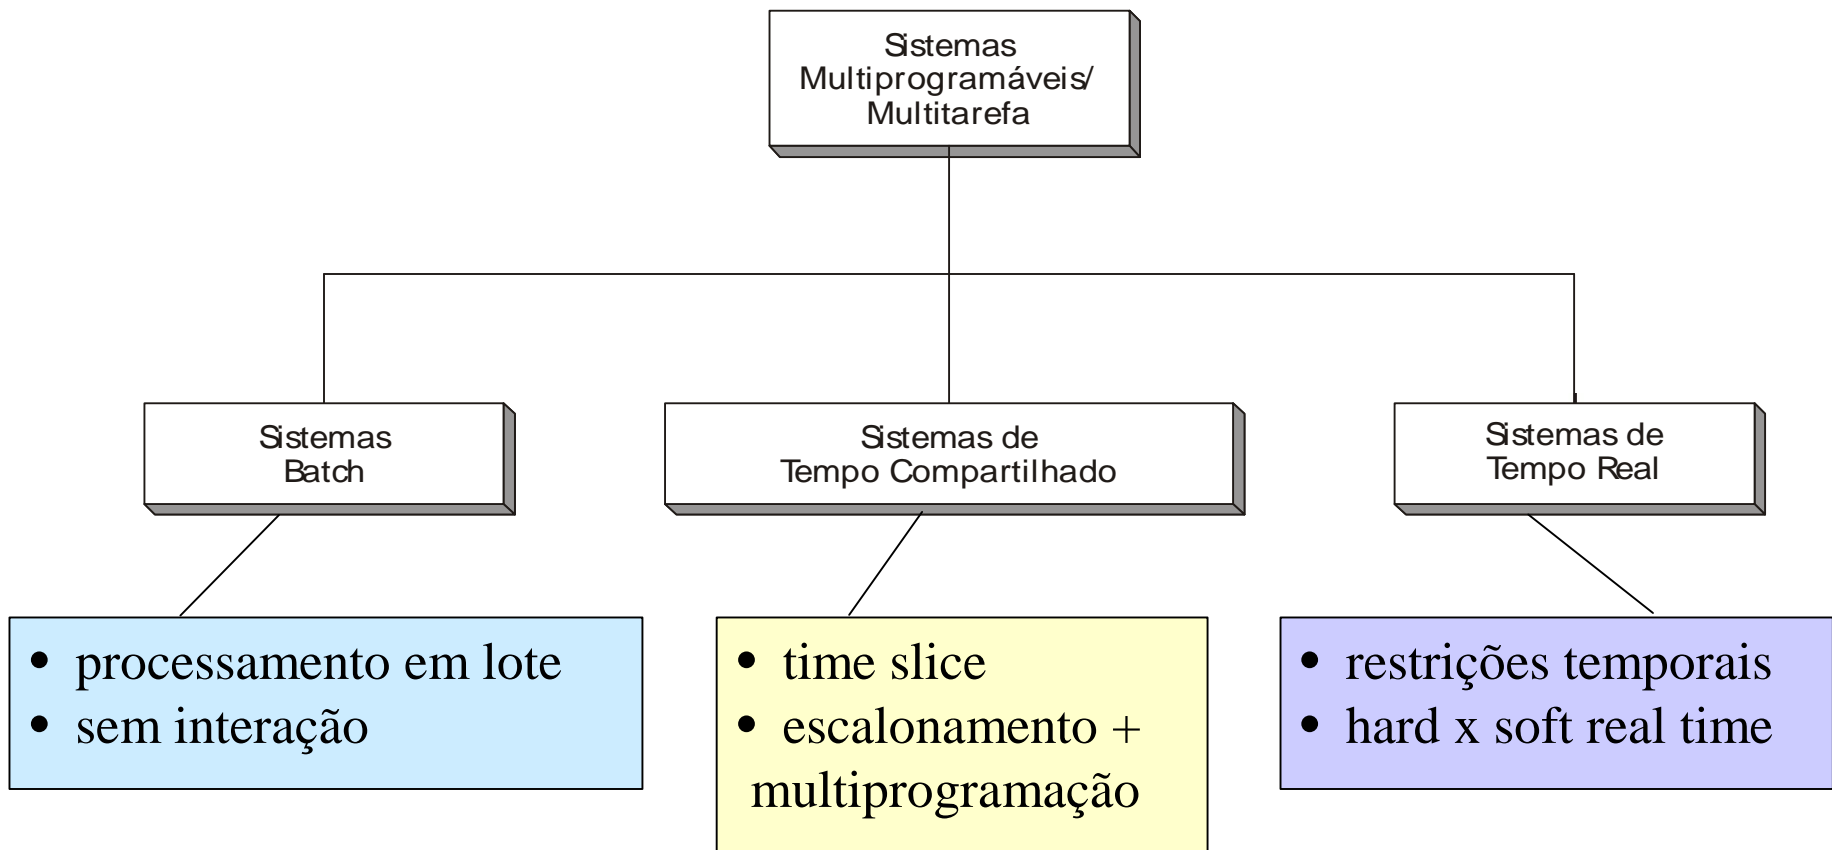 Sistemas
Multiprogramáveis/
Multitarefa
Sistemas
Batch
Sistemas de
Tempo Compartilhado
Sistemas de
Tempo Real
• processamento em lote
• sem interação
• time slice
• escalonamento +
multiprogramação
• restrições temporais
• hard x soft real time